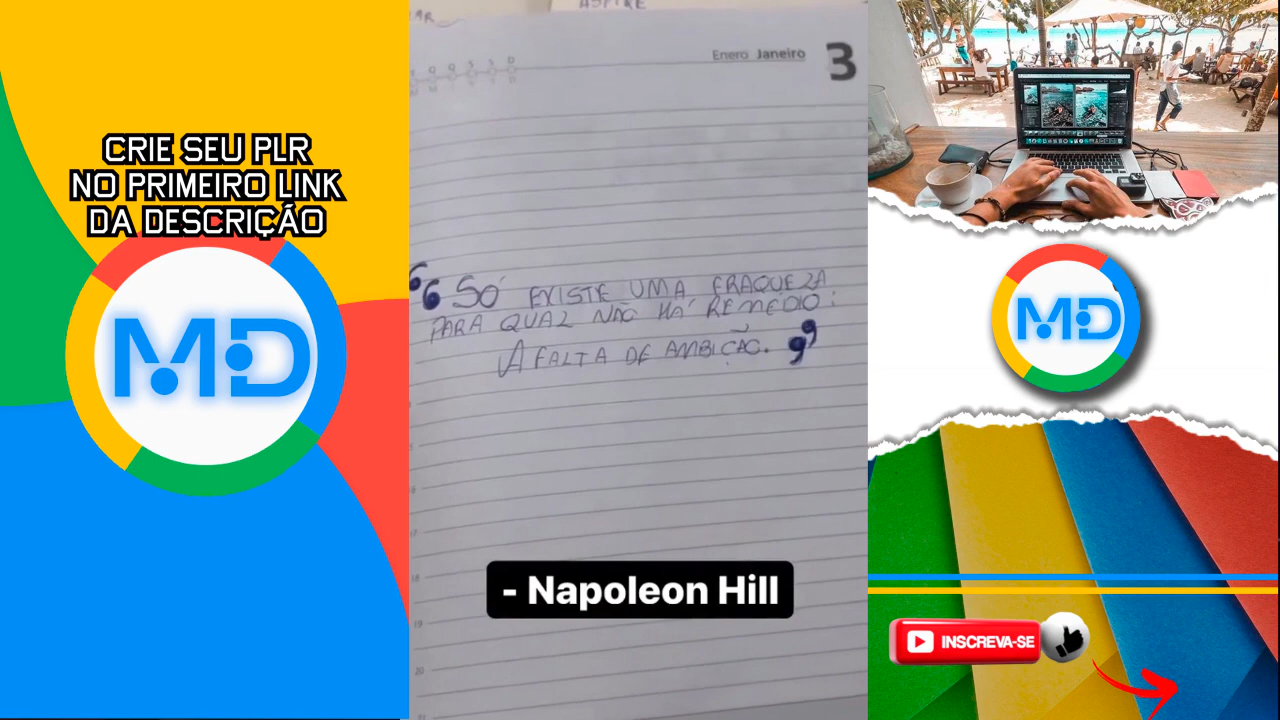 CRIE SEU PLR
NO PRIMEIRO LINK
DA DESCRIÇÃO
MD
ASPIRE
Enero Janeiro 3
“Só EXISTE UMA FRAQUEZA
PARA QUAL NÃO HÁ REMÉDIO:
A FALTA DE AMBIÇÃO.”
- Napoleon Hill
MD
INSCREVA-SE